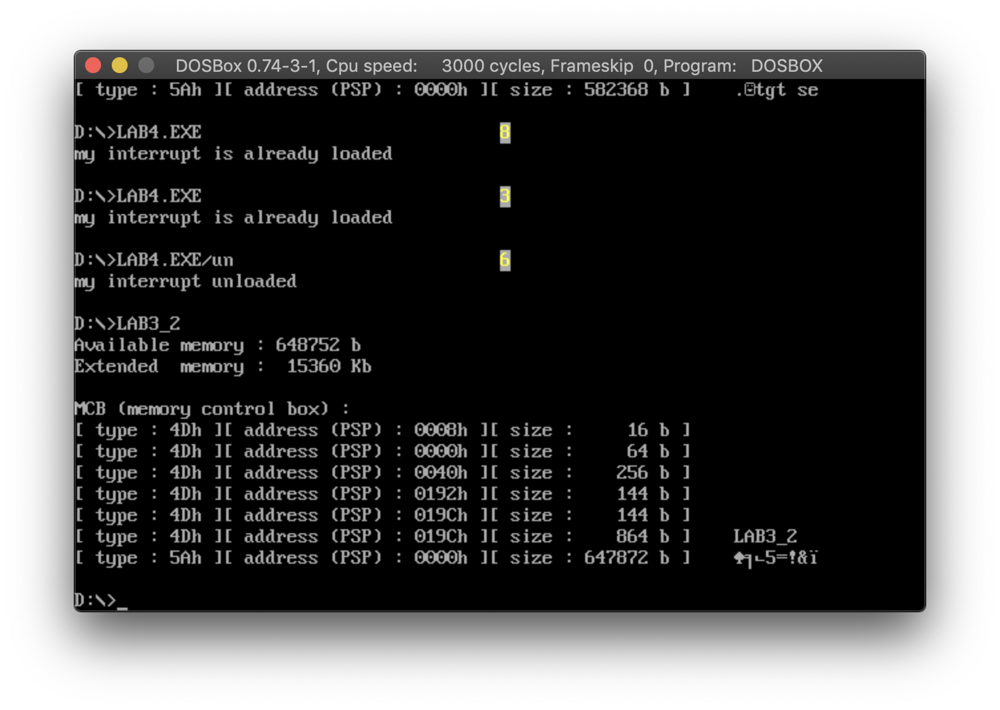 DOSBox 0.74-3-1, Cpu speed:    3000 cycles, Frameskip  0, Program:   DOSBOX
[ type : 5Ah ][ address (PSP) : 0000h ][ size : 582368 b ]    .☺tgt se
D:\>LAB4.EXE                            8
my interrupt is already loaded
D:\>LAB4.EXE                            3
my interrupt is already loaded
D:\>LAB4.EXE/un                         6
my interrupt unloaded
D:\>LAB3_2
Available memory : 648752 b
Extended  memory :  15360 Kb
MCB (memory control box) :
[ type : 4Dh ][ address (PSP) : 0008h ][ size :     16 b ]
[ type : 4Dh ][ address (PSP) : 0000h ][ size :     64 b ]
[ type : 4Dh ][ address (PSP) : 0040h ][ size :    256 b ]
[ type : 4Dh ][ address (PSP) : 0192h ][ size :    144 b ]
[ type : 4Dh ][ address (PSP) : 019Ch ][ size :    144 b ]
[ type : 4Dh ][ address (PSP) : 019Ch ][ size :    864 b ]    LAB3_2
[ type : 5Ah ][ address (PSP) : 0000h ][ size : 647872 b ]    ♠╕∟5=!&ï
D:\>_